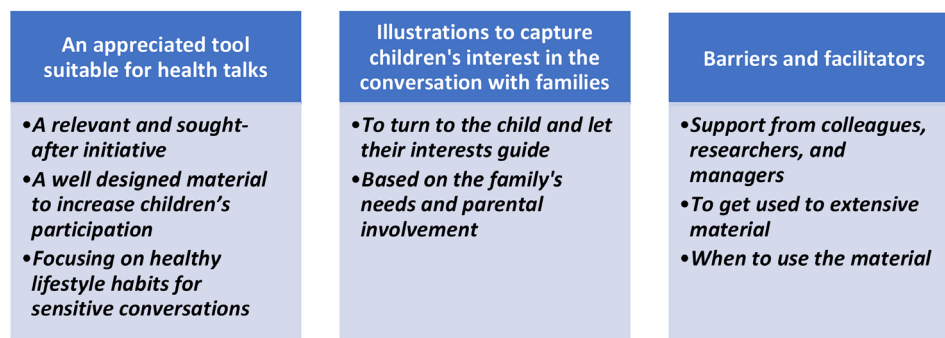 An appreciated tool
suitable for health talks
•A relevant and sought-
after initiative
•A well designed material
to increase children’s
participation
•Focusing on healthy
lifestyle habits for
sensitive conversations
Illustrations to capture
children's interest in the
conversation with families
•To turn to the child and let
their interests guide
•Based on the family's
needs and parental
involvement
Barriers and facilitators
•Support from colleagues,
researchers, and
managers
•To get used to extensive
material
•When to use the material